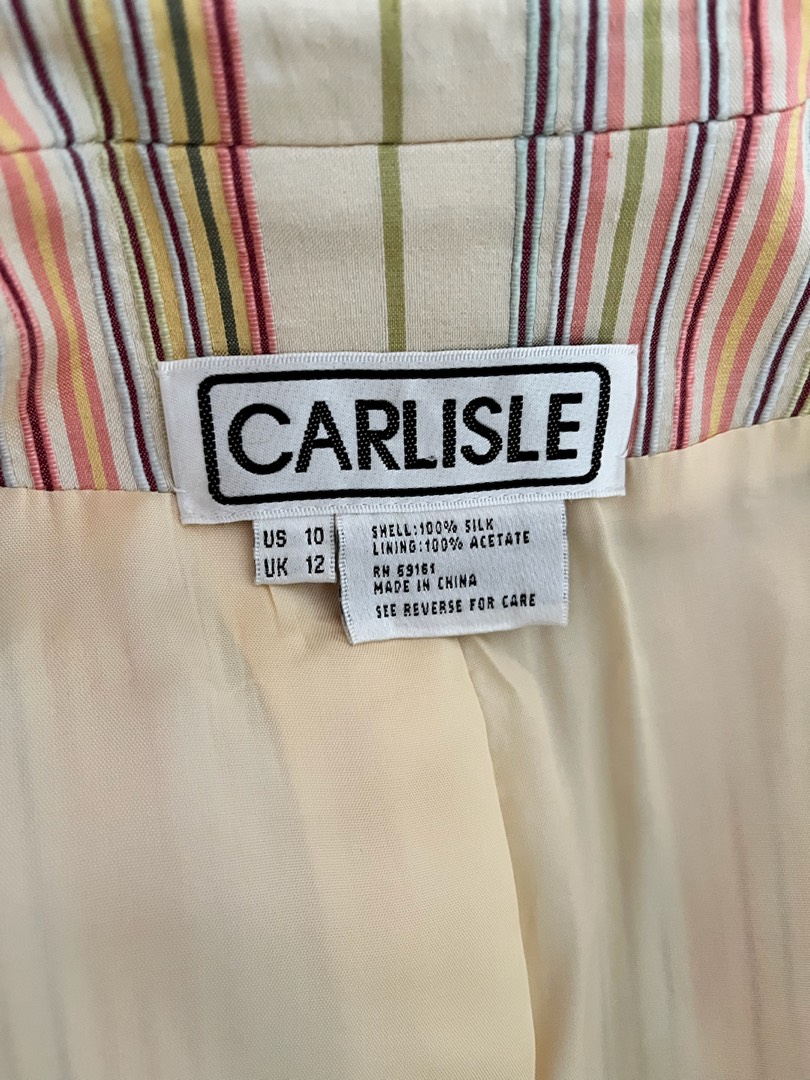 CARLISLE
US 10
UK 12
SHELL:100% SILK
LINING:100% ACETATE
RN 69161
MADE IN CHINA
SEE REVERSE FOR CARE